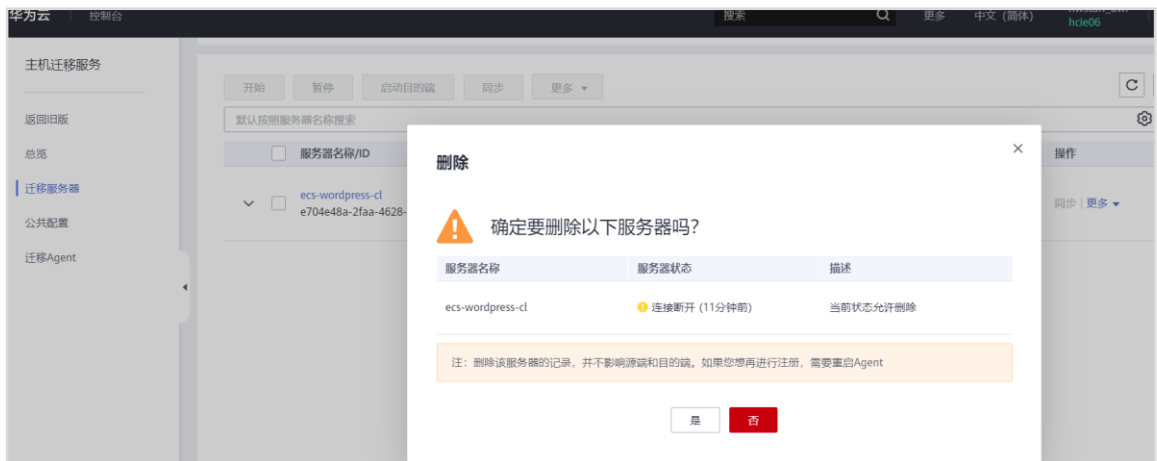 华为云 控制台 搜索 更多 中文 (简体)
hcie06
主机迁移服务
开始 暂停 启动目的端 同步 更多
返回旧版
默认按照服务器名称搜索
总览
服务器名称/ID
操作
迁移服务器
ecs-wordpress-cl
e704e48a-2faa-4628-
同步 | 更多
公共配置
迁移Agent
删除
确定要删除以下服务器吗?
服务器名称 服务器状态 描述
ecs-wordpress-cl 连接断开 (11分钟前) 当前状态允许删除
注：删除该服务器的记录，并不影响源端和目的端。如果您想再进行注册，需要重启Agent
是 否